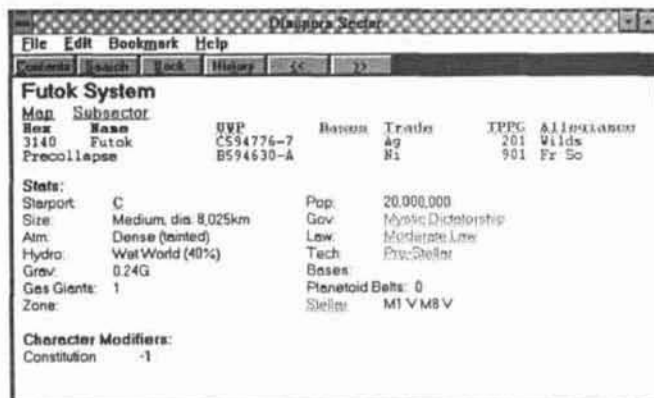 Diaspora Sector
File Edit Bookmark Help
Contents Search Back History << >>
Futok System
Map Subsector
Hex Name UWP Bases Trade TPPG Allegiance
3140 Futok C594776-7 Ag 201 Wilds
Precollapse B594630-A Ni 901 Fr So
Stats:
Starport: C Pop: 20,000,000
Size: Medium, dia. 8,025km Gov: Mystic Dictatorship
Atm: Dense (tainted) Law: Moderate Law
Hydro: Wet World (40%) Tech: Pre-Stellar
Grav: 0.24G Bases:
Gas Giants: 1 Planetoid Belts: 0
Zone: Stellar: M1 V M8 V
Character Modifiers:
Constitution -1